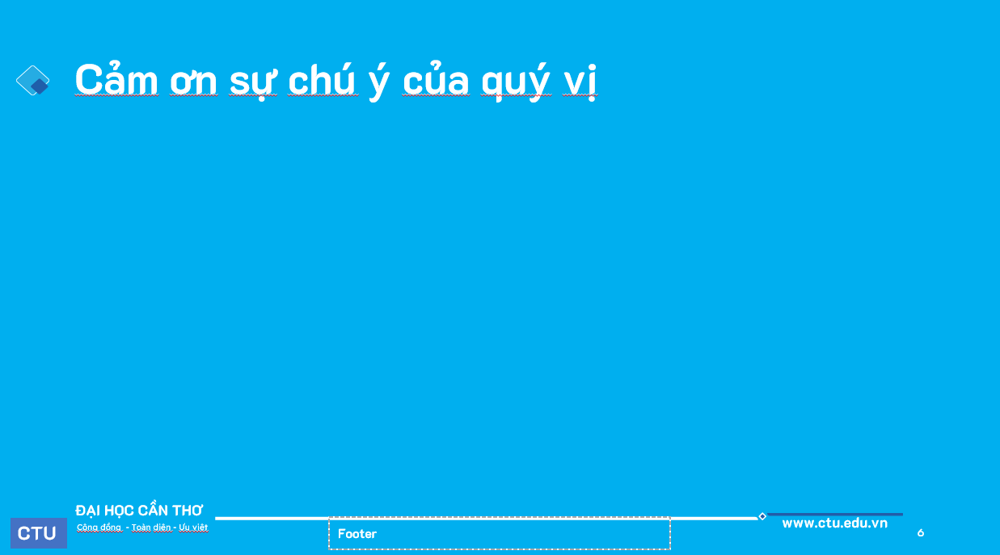 Cảm ơn sự chú ý của quý vị
ĐẠI HỌC CẦN THƠ
Cộng đồng - Toàn diện - Ưu việt
CTU
Footer
www.ctu.edu.vn
6